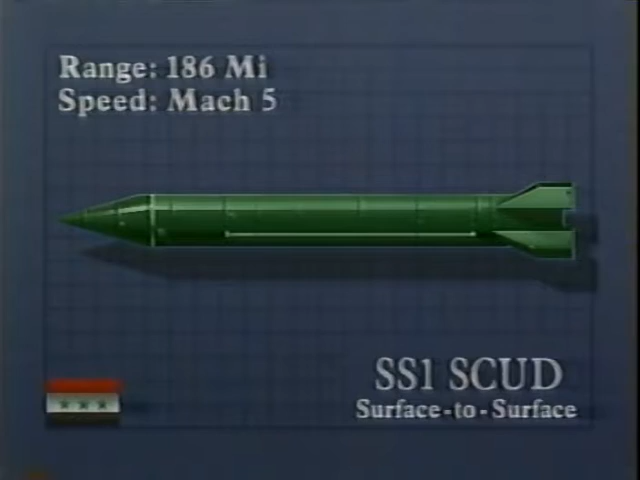 Range: 186 Mi
Speed: Mach 5
SS1 SCUD
Surface-to-Surface